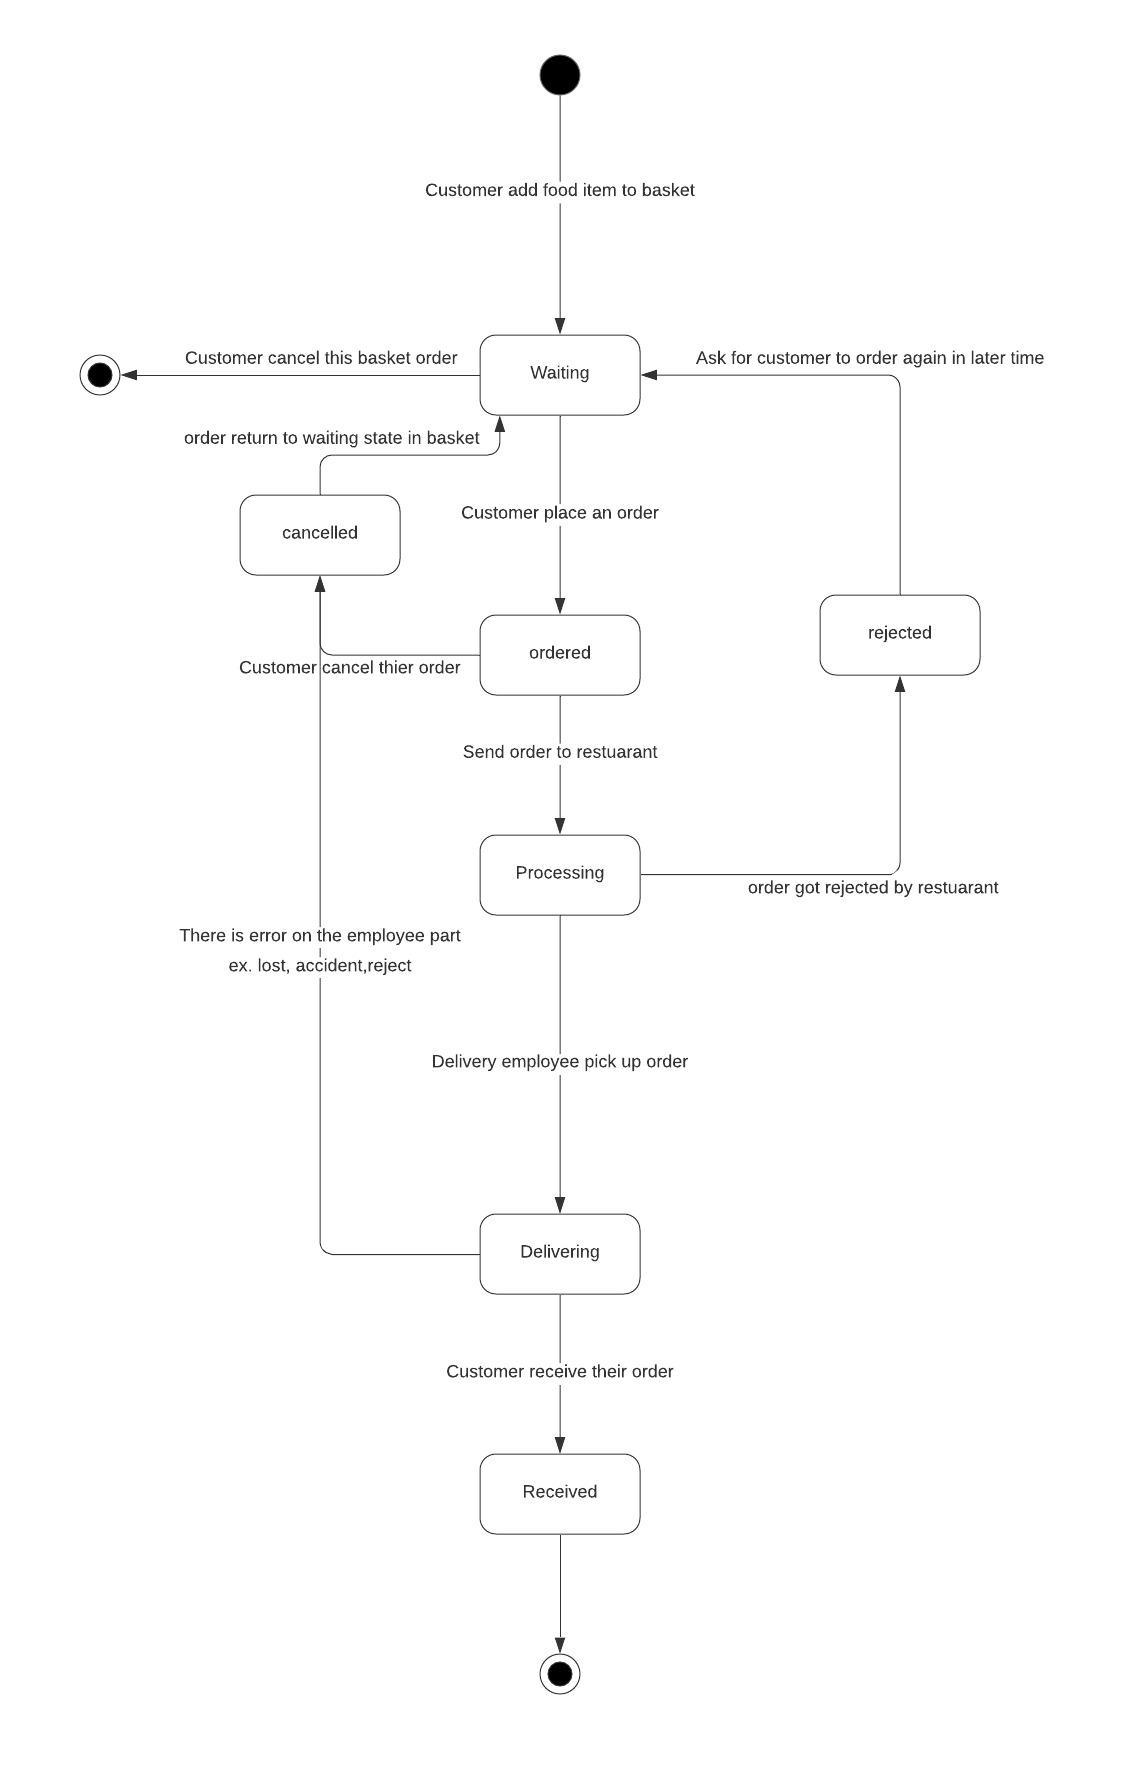 Customer add food item to basket
Customer cancel this basket order
Waiting
Ask for customer to order again in later time
order return to waiting state in basket
cancelled
Customer place an order
rejected
ordered
Customer cancel thier order
Send order to restuarant
Processing
order got rejected by restuarant
There is error on the employee part
ex. lost, accident,reject
Delivery employee pick up order
Delivering
Customer receive their order
Received